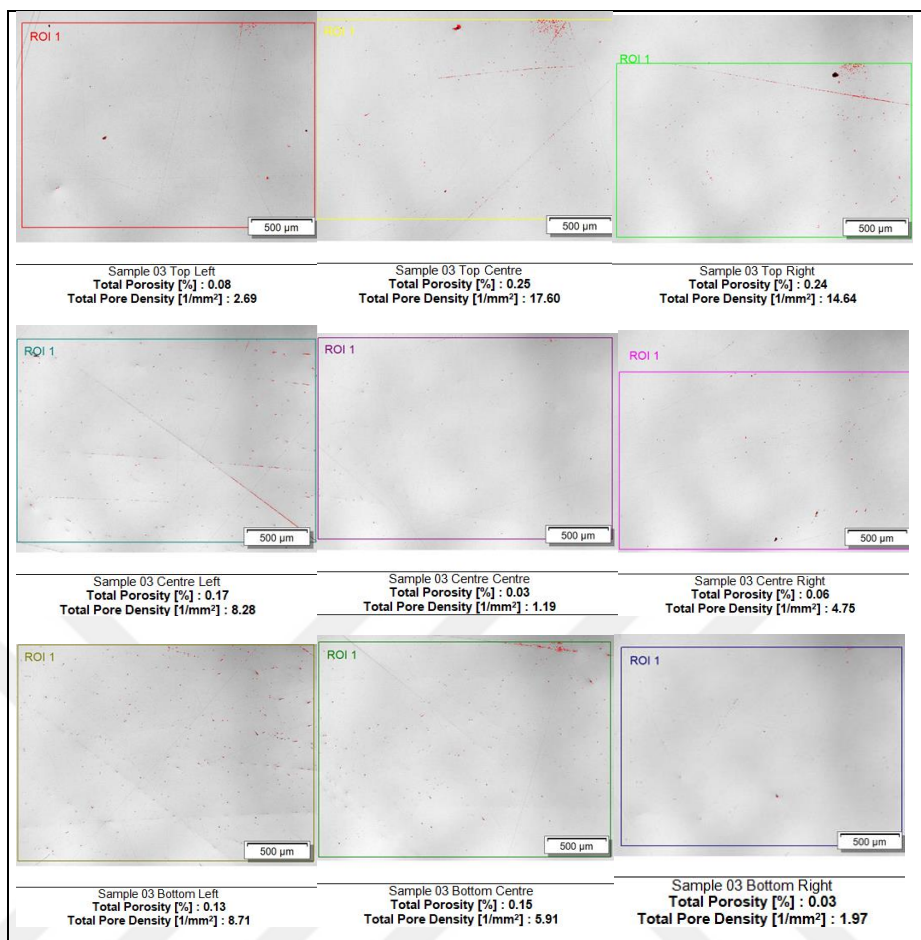 ROI 1
500 µm
Sample 03 Top Left
Total Porosity [%] : 0.08
Total Pore Density [1/mm²] : 2.69
ROI 1
500 µm
Sample 03 Top Centre
Total Porosity [%] : 0.25
Total Pore Density [1/mm²] : 17.60
ROI 1
500 µm
Sample 03 Top Right
Total Porosity [%] : 0.24
Total Pore Density [1/mm²] : 14.64
ROI 1
500 µm
Sample 03 Centre Left
Total Porosity [%] : 0.17
Total Pore Density [1/mm²] : 8.28
ROI 1
500 µm
Sample 03 Centre Centre
Total Porosity [%] : 0.03
Total Pore Density [1/mm²] : 1.19
ROI 1
500 µm
Sample 03 Centre Right
Total Porosity [%] : 0.06
Total Pore Density [1/mm²] : 4.75
ROI 1
500 µm
Sample 03 Bottom Left
Total Porosity [%] : 0.13
Total Pore Density [1/mm²] : 8.71
ROI 1
500 µm
Sample 03 Bottom Centre
Total Porosity [%] : 0.15
Total Pore Density [1/mm²] : 5.91
ROI 1
500 µm
Sample 03 Bottom Right
Total Porosity [%] : 0.03
Total Pore Density [1/mm²] : 1.97